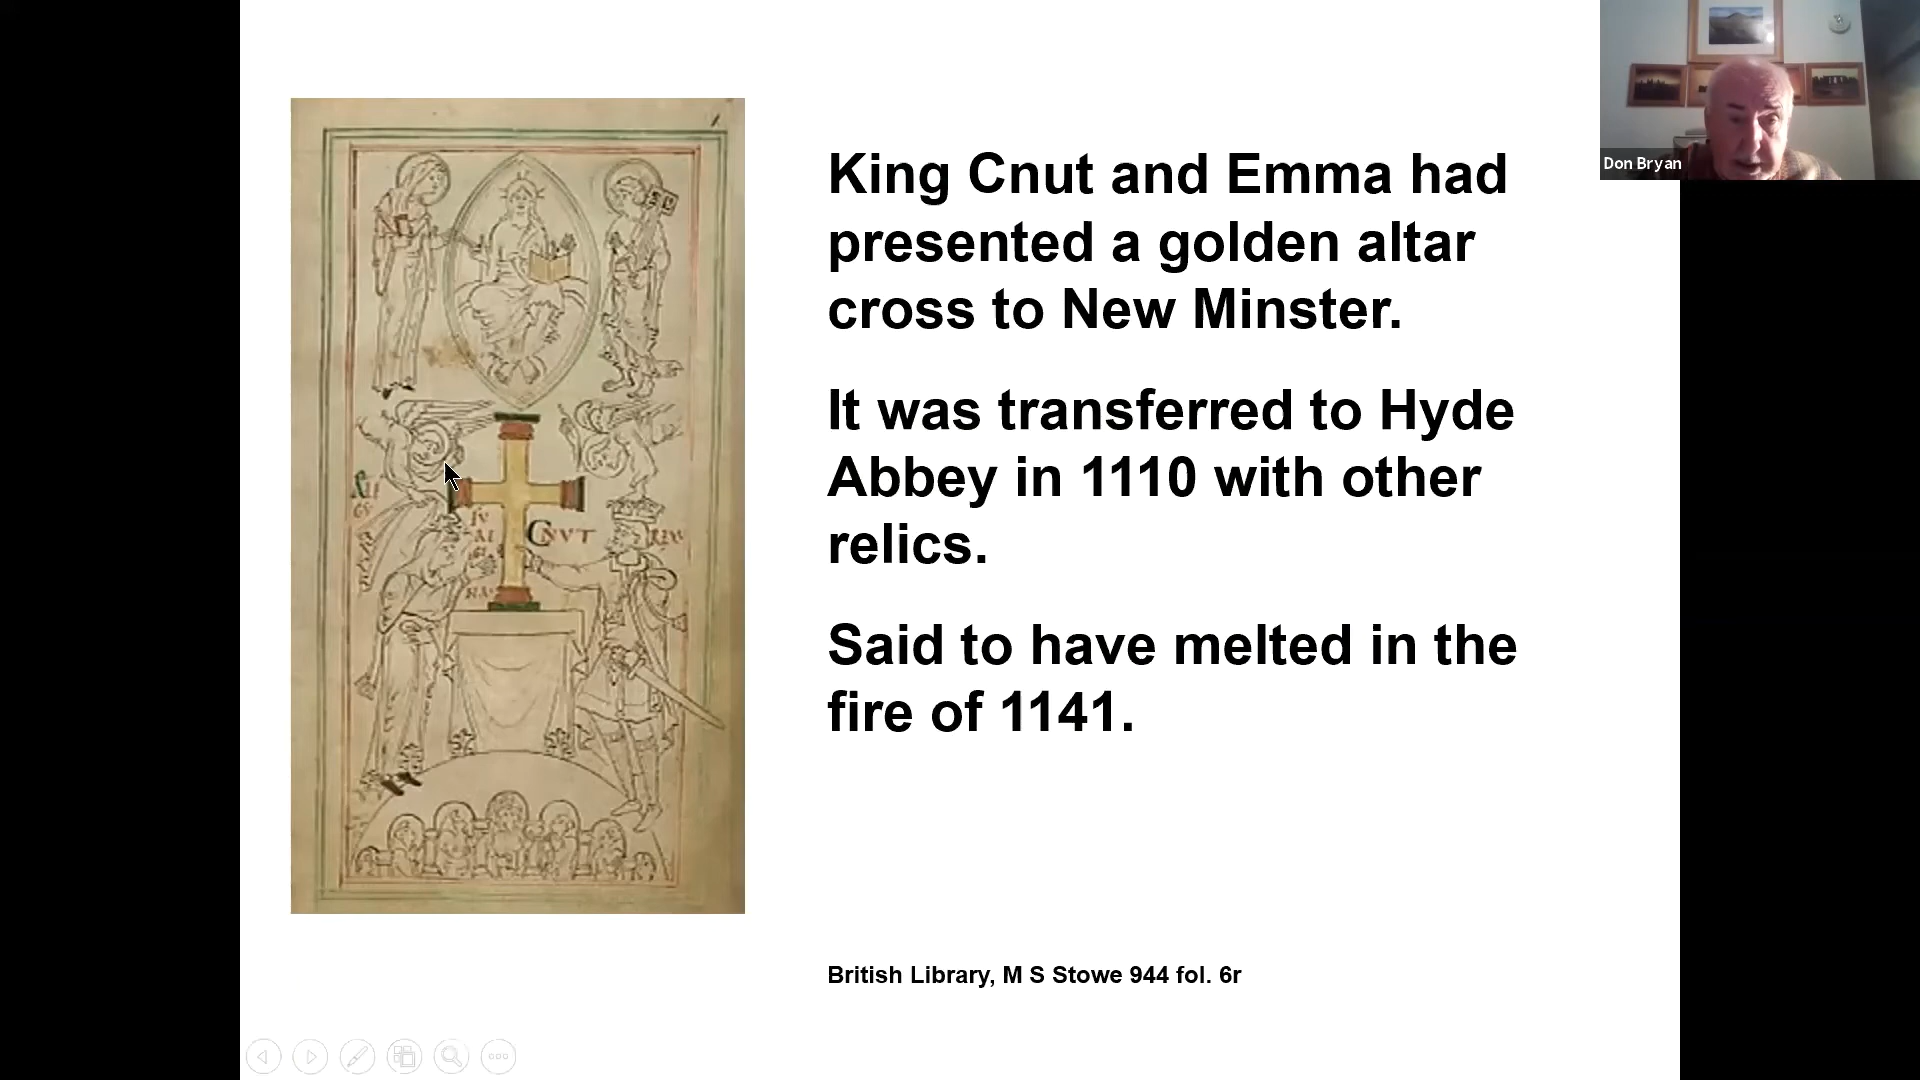 King Cnut and Emma had
presented a golden altar
cross to New Minster.
It was transferred to Hyde
Abbey in 1110 with other
relics.
Said to have melted in the
fire of 1141.
British Library, M S Stowe 944 fol. 6r
Don Bryan
CNVT REX